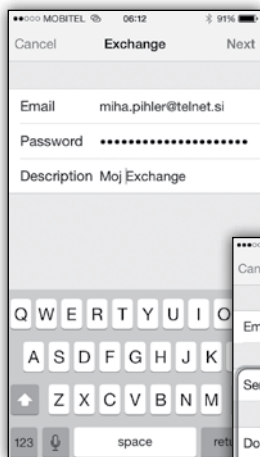 MOBITEL 06:12 91%
Cancel Exchange Next
Email miha.pihler@telnet.si
Password ••••••••••••••••••••
Description Moj Exchange
Q W E R T Y U I O
A S D F G H J K
Z X C V B N M
123 space